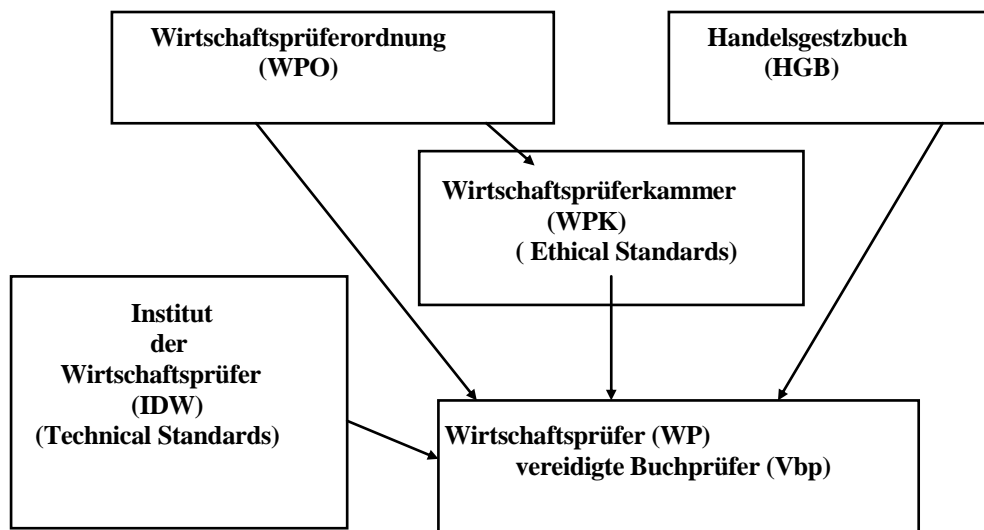 Wirtschaftsprüferordnung
(WPO)
Handelsgestzbuch
(HGB)
Wirtschaftsprüferkammer
(WPK)
( Ethical Standards)
Institut
der
Wirtschaftsprüfer
(IDW)
(Technical Standards)
Wirtschaftsprüfer (WP)
vereidigte Buchprüfer (Vbp)